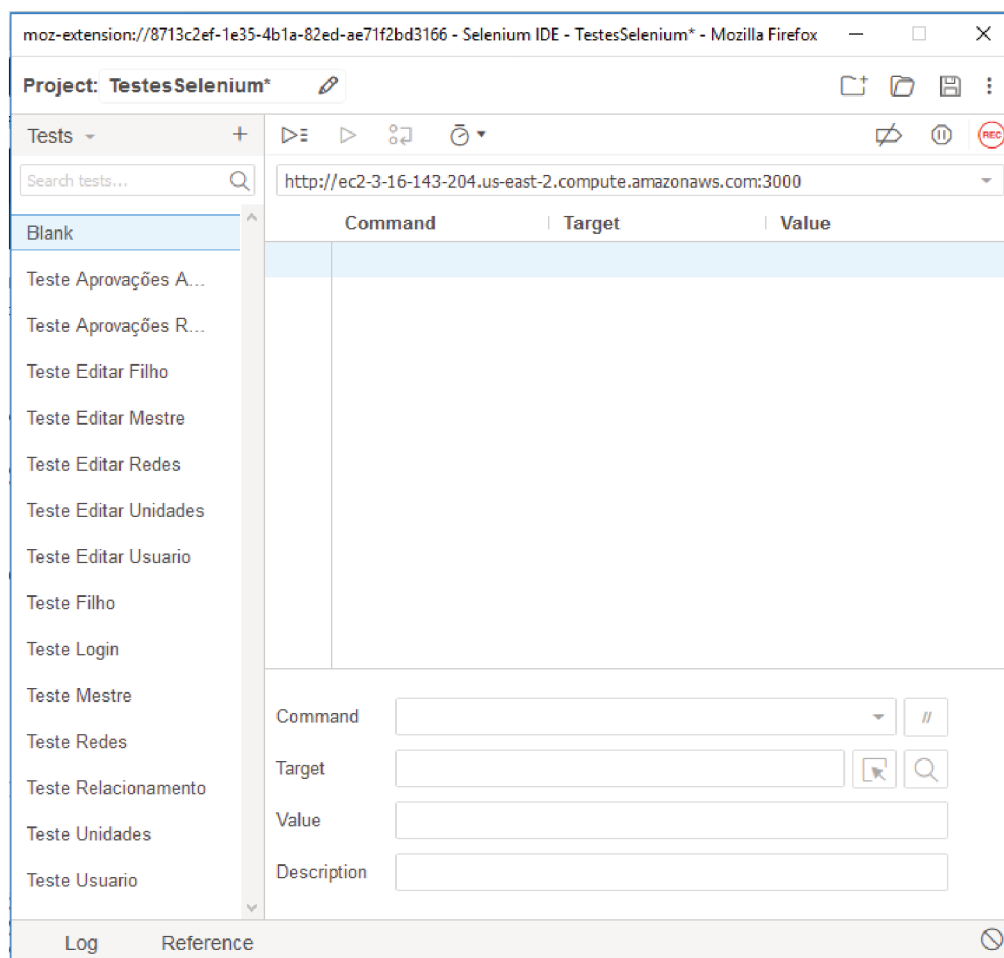 moz-extension://8713c2ef-1e35-4b1a-82ed-ae71f2bd3166 - Selenium IDE - TestesSelenium* - Mozilla Firefox
Project: TestesSelenium*
Tests
REC
Search tests...
http://ec2-3-16-143-204.us-east-2.compute.amazonaws.com:3000
Command Target Value
Blank
Teste Aprovações A...
Teste Aprovações R...
Teste Editar Filho
Teste Editar Mestre
Teste Editar Redes
Teste Editar Unidades
Teste Editar Usuario
Teste Filho
Teste Login
Teste Mestre
Teste Redes
Teste Relacionamento
Teste Unidades
Teste Usuario
Command //
Target
Value
Description
Log Reference